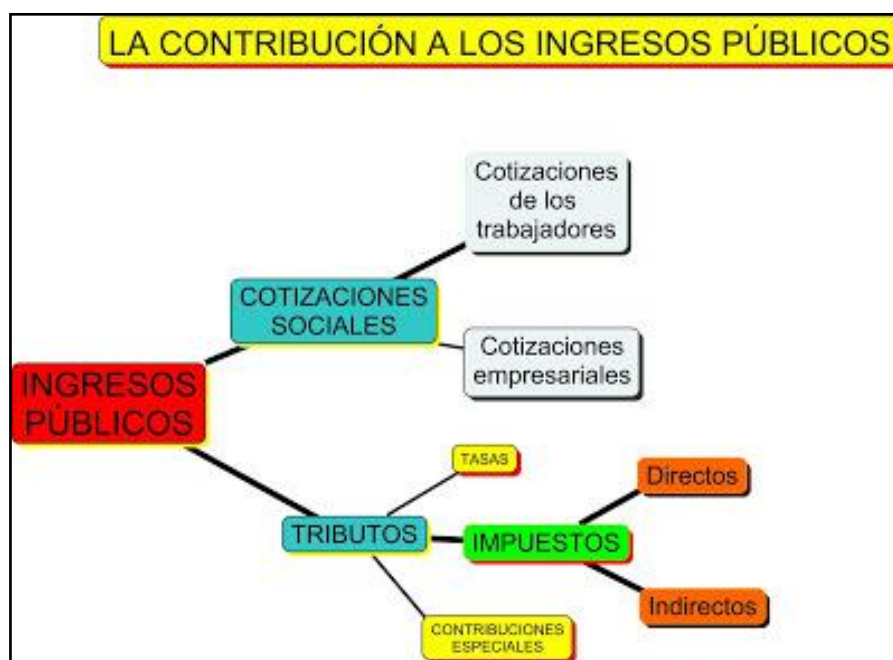 LA CONTRIBUCIÓN A LOS INGRESOS PÚBLICOS
Cotizaciones
de los
trabajadores
COTIZACIONES
SOCIALES
Cotizaciones
empresariales
INGRESOS
PÚBLICOS
TASAS
Directos
TRIBUTOS
IMPUESTOS
Indirectos
CONTRIBUCIONES
ESPECIALES